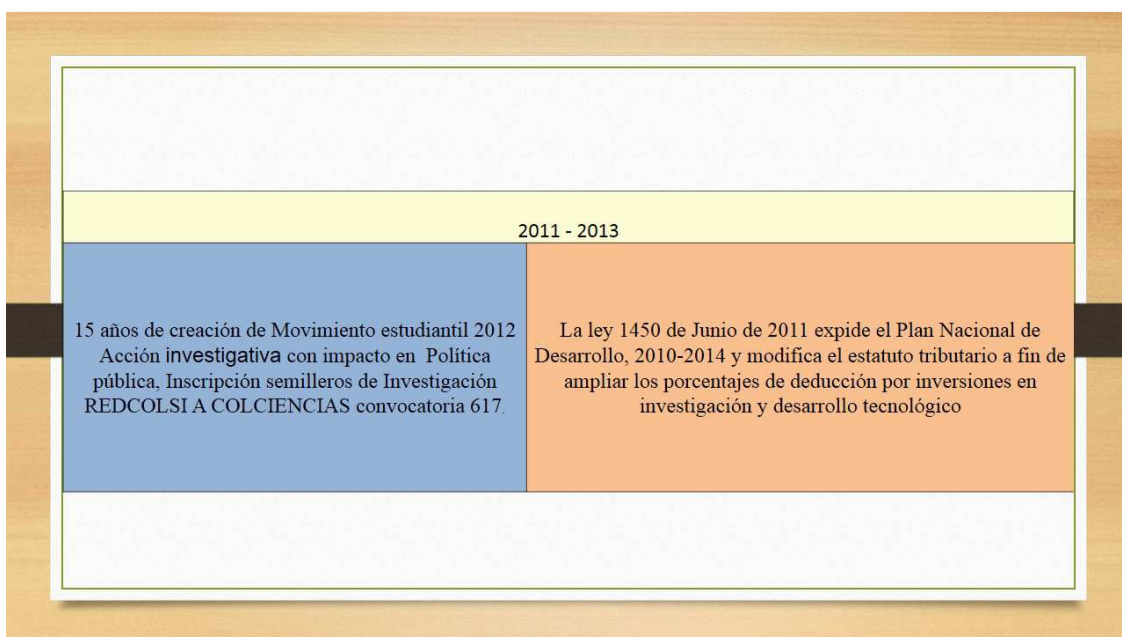 2011 - 2013
15 años de creación de Movimiento estudiantil 2012
Acción investigativa con impacto en Política
pública, Inscripción semilleros de Investigación
REDCOLSI A COLCIENCIAS convocatoria 617.
La ley 1450 de Junio de 2011 expide el Plan Nacional de
Desarrollo, 2010-2014 y modifica el estatuto tributario a fin de
ampliar los porcentajes de deducción por inversiones en
investigación y desarrollo tecnológico